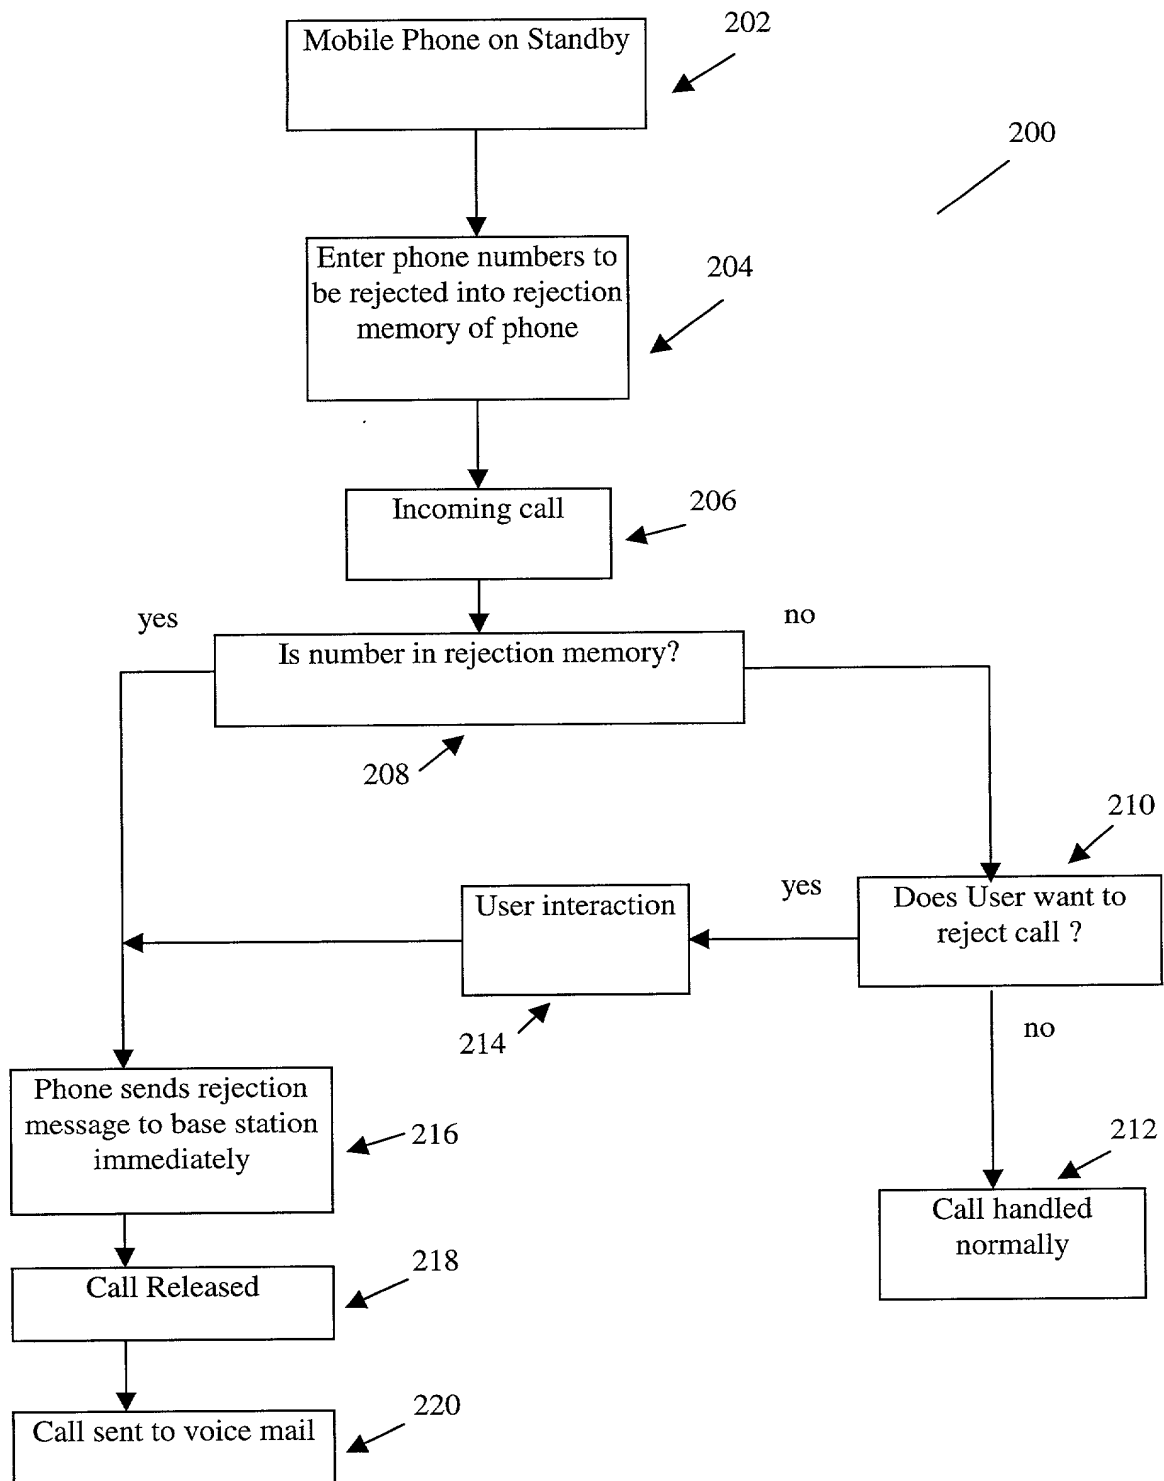 Mobile Phone on Standby
202
200
Enter phone numbers to
be rejected into rejection
memory of phone
204
Incoming call
206
yes
no
Is number in rejection memory?
208
210
Does User want to
reject call ?
yes
User interaction
214
no
Phone sends rejection
message to base station
immediately
216
212
Call handled
normally
Call Released
218
Call sent to voice mail
220